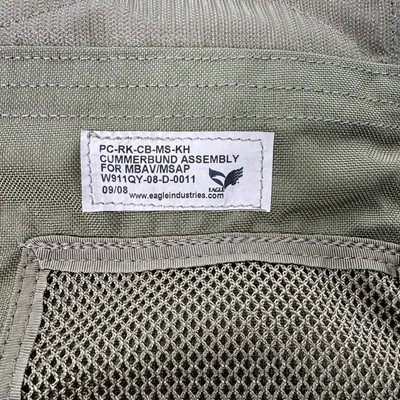 PC-RK-CB-MS-KH
CUMMERBUND ASSEMBLY
FOR MBAV/MSAP
W911QY-08-D-0011
09/08
EAGLE
www.eagleindustries.com